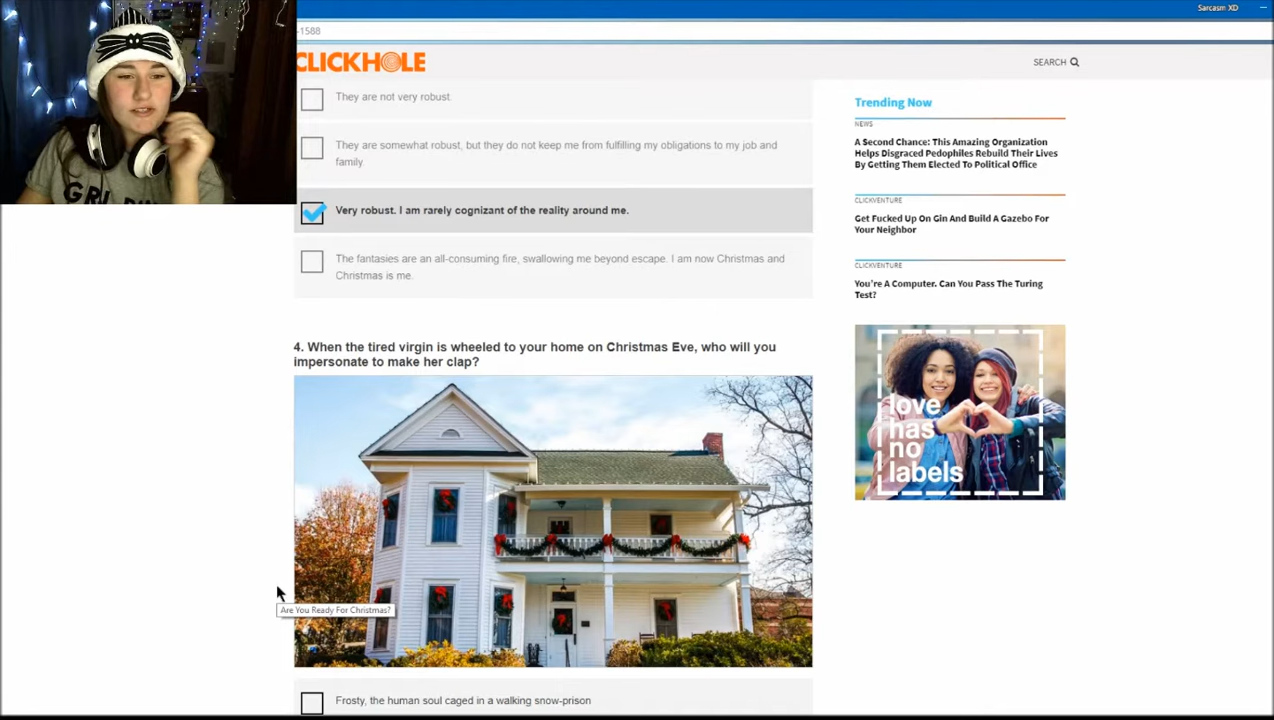 Sarcasm XD
-1588
CLICKHOLE
SEARCH
They are not very robust.
They are somewhat robust, but they do not keep me from fulfilling my obligations to my job and
family
Very robust. I am rarely cognizant of the reality around me.
The fantasies are an all-consuming fire, swallowing me beyond escape. I am now Christmas and
Christmas is me.
4. When the tired virgin is wheeled to your home on Christmas Eve, who will you
impersonate to make her clap?
Are You Ready For Christmas?
Frosty, the human soul caged in a walking snow-prison
Trending Now
NEWS
A Second Chance: This Amazing Organization
Helps Disgraced Pedophiles Rebuild Their Lives
By Getting Them Elected To Political Office
CLICKVENTURE
Get Fucked Up On Gin And Build A Gazebo For
Your Neighbor
CLICKVENTURE
You're A Computer. Can You Pass The Turing
Test?
love
has
no
labels